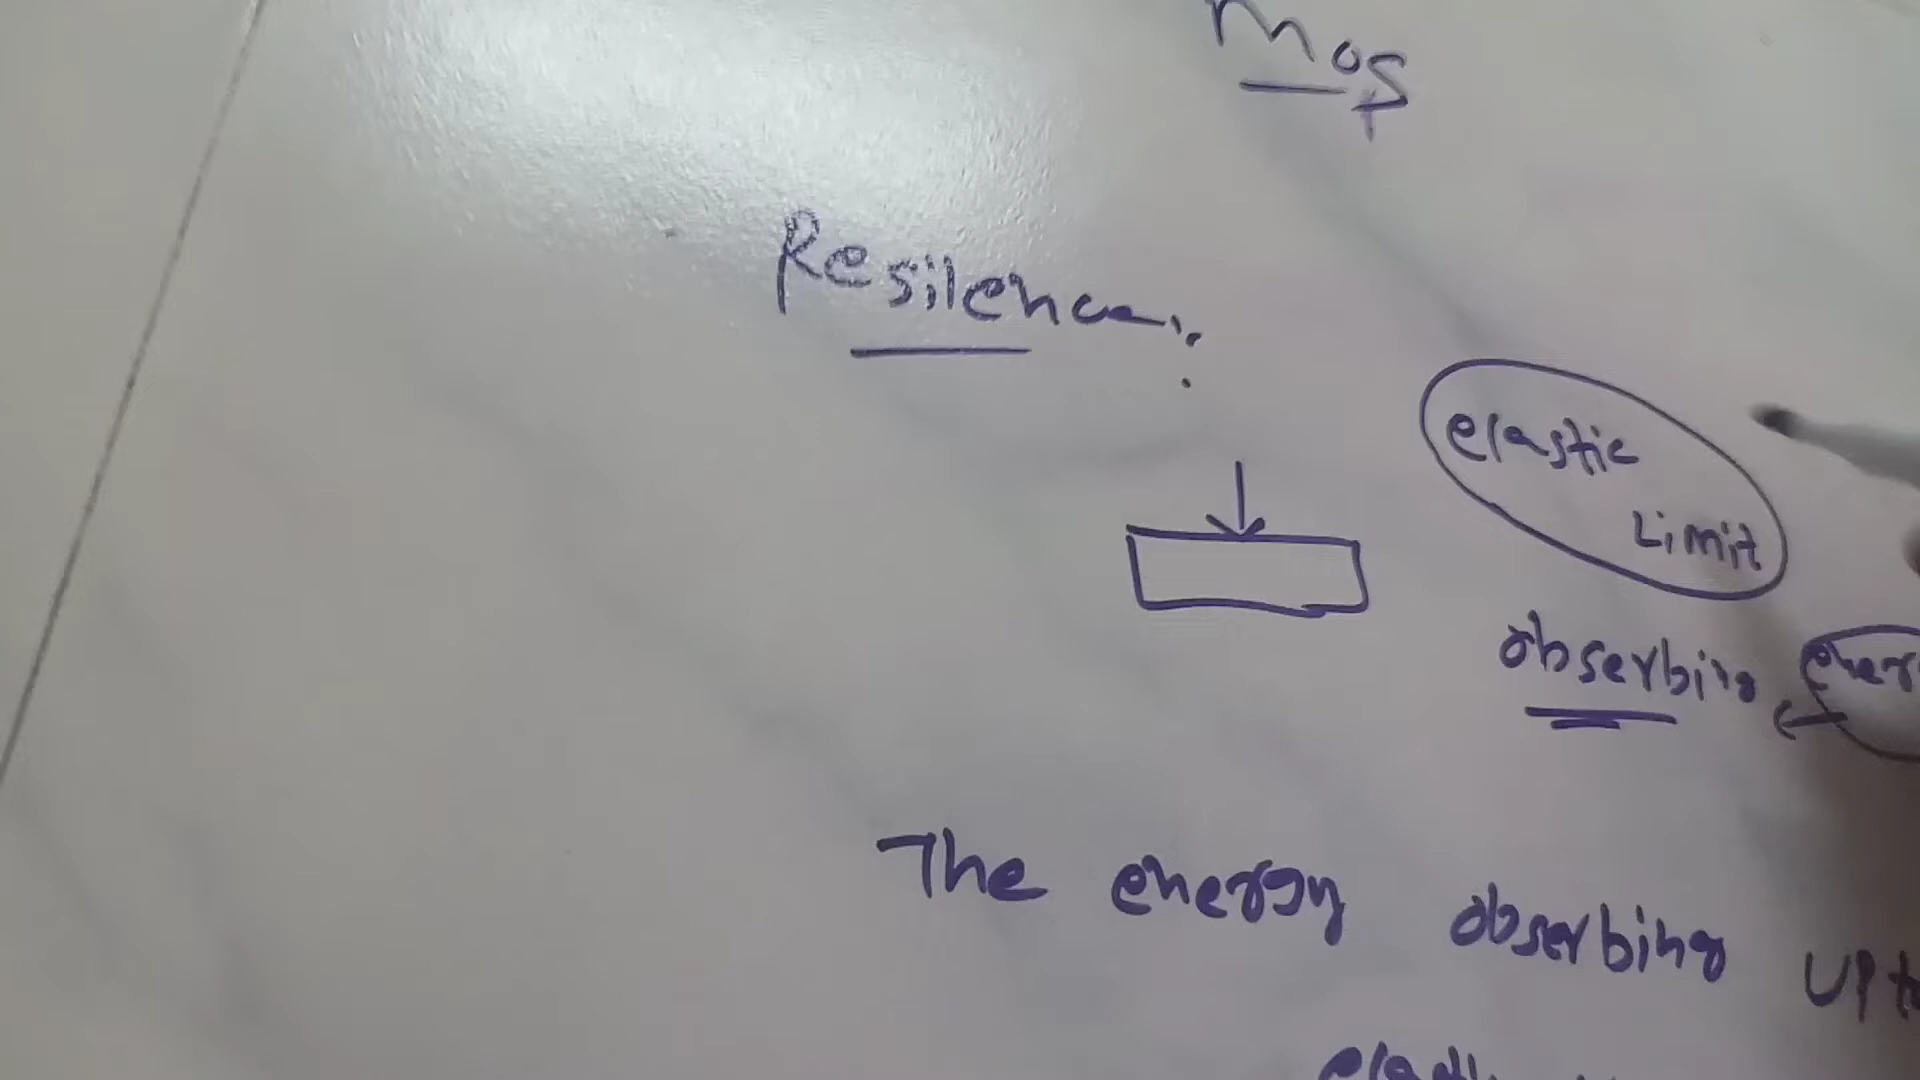 Mos
Resilence:
elastic
Limit
obserbing
The energy obserbing